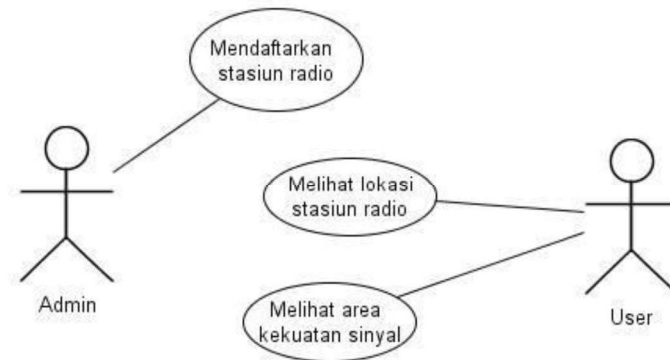 Mendaftarkan
stasiun radio
Melihat lokasi
stasiun radio
Admin
Melihat area
kekuatan sinyal
User